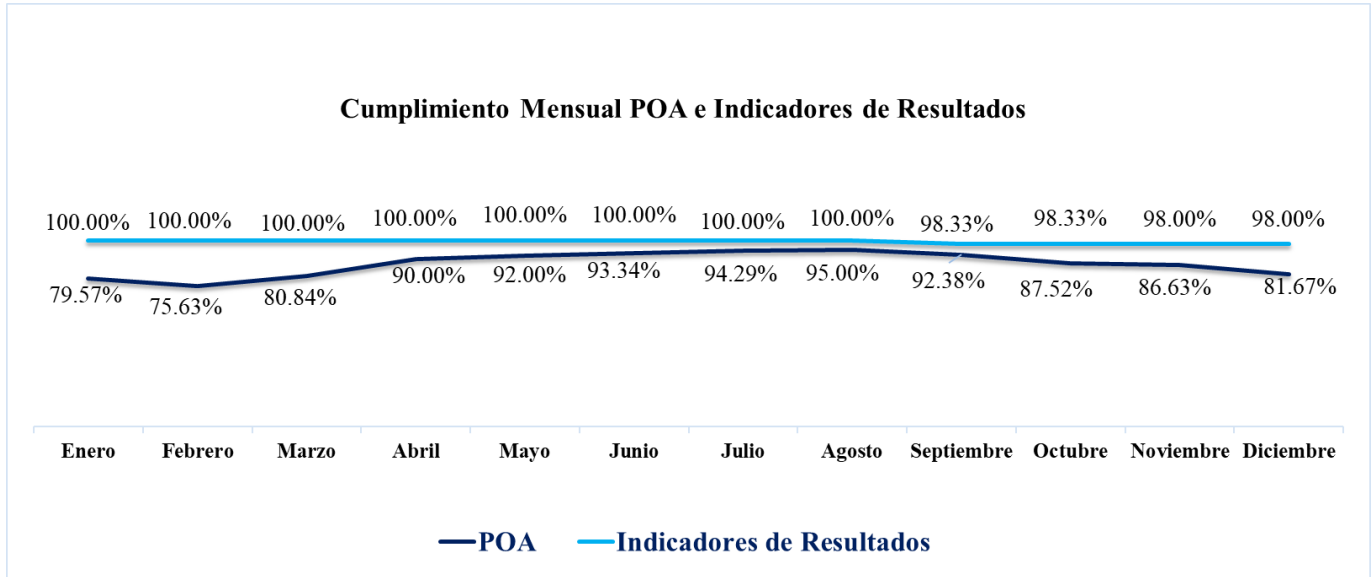 Cumplimiento Mensual POA e Indicadores de Resultados
100.00% 100.00% 100.00% 100.00% 100.00% 100.00% 100.00% 100.00% 98.33% 98.33% 98.00% 98.00%
79.57% 75.63% 80.84% 90.00% 92.00% 93.34% 94.29% 95.00% 92.38% 87.52% 86.63% 81.67%
Enero Febrero Marzo Abril Mayo Junio Julio Agosto Septiembre Octubre Noviembre Diciembre
POA Indicadores de Resultados